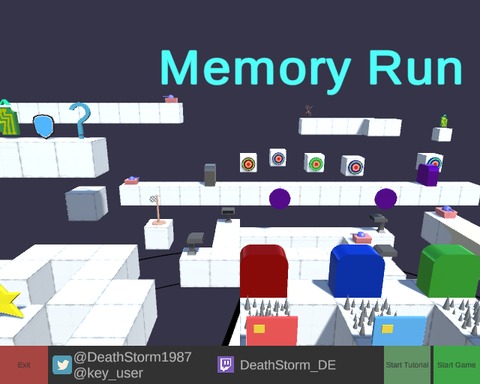 Memory Run
Exit
@DeathStorm1987
@key_user
DeathStorm_DE
Start Tutorial
Start Game